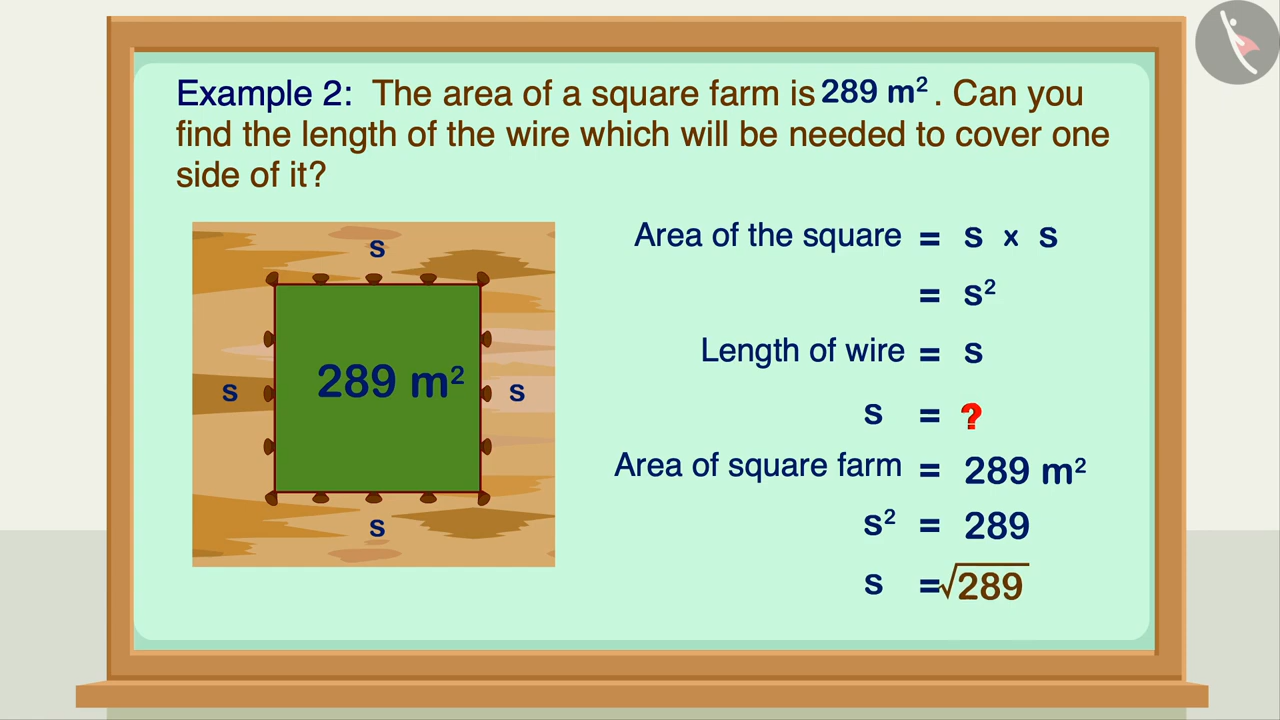 Example 2: The area of a square farm is 289 m². Can you
find the length of the wire which will be needed to cover one
side of it?
s
s
289 m²
s
s
Area of the square = s x s
= s²
Length of wire = s
s = ?
Area of square farm = 289 m²
s² = 289
s = √289